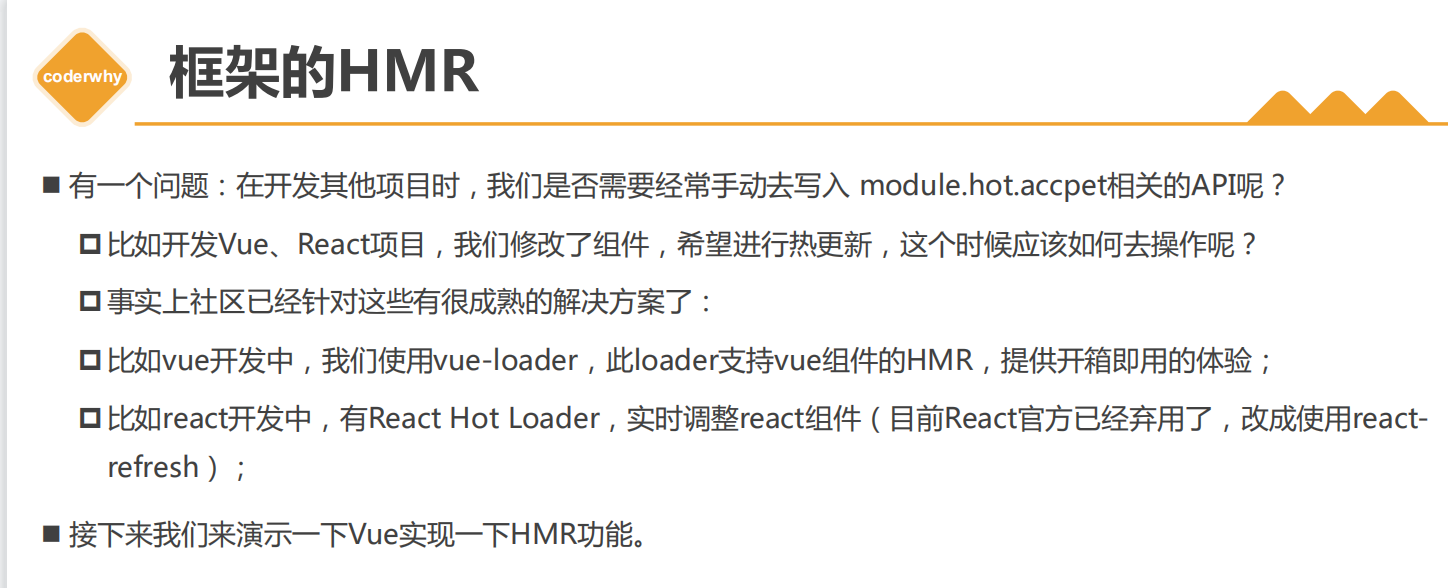 coderwhy
框架的HMR
有一个问题：在开发其他项目时，我们是否需要经常手动去写入 module.hot.accpet相关的API呢？
比如开发Vue、React项目，我们修改了组件，希望进行热更新，这个时候应该如何去操作呢？
事实上社区已经针对这些有很成熟的解决方案了：
比如vue开发中，我们使用vue-loader，此loader支持vue组件的HMR，提供开箱即用的体验；
比如react开发中，有React Hot Loader，实时调整react组件（目前React官方已经弃用了，改成使用react-
refresh）；
接下来我们来演示一下Vue实现一下HMR功能。